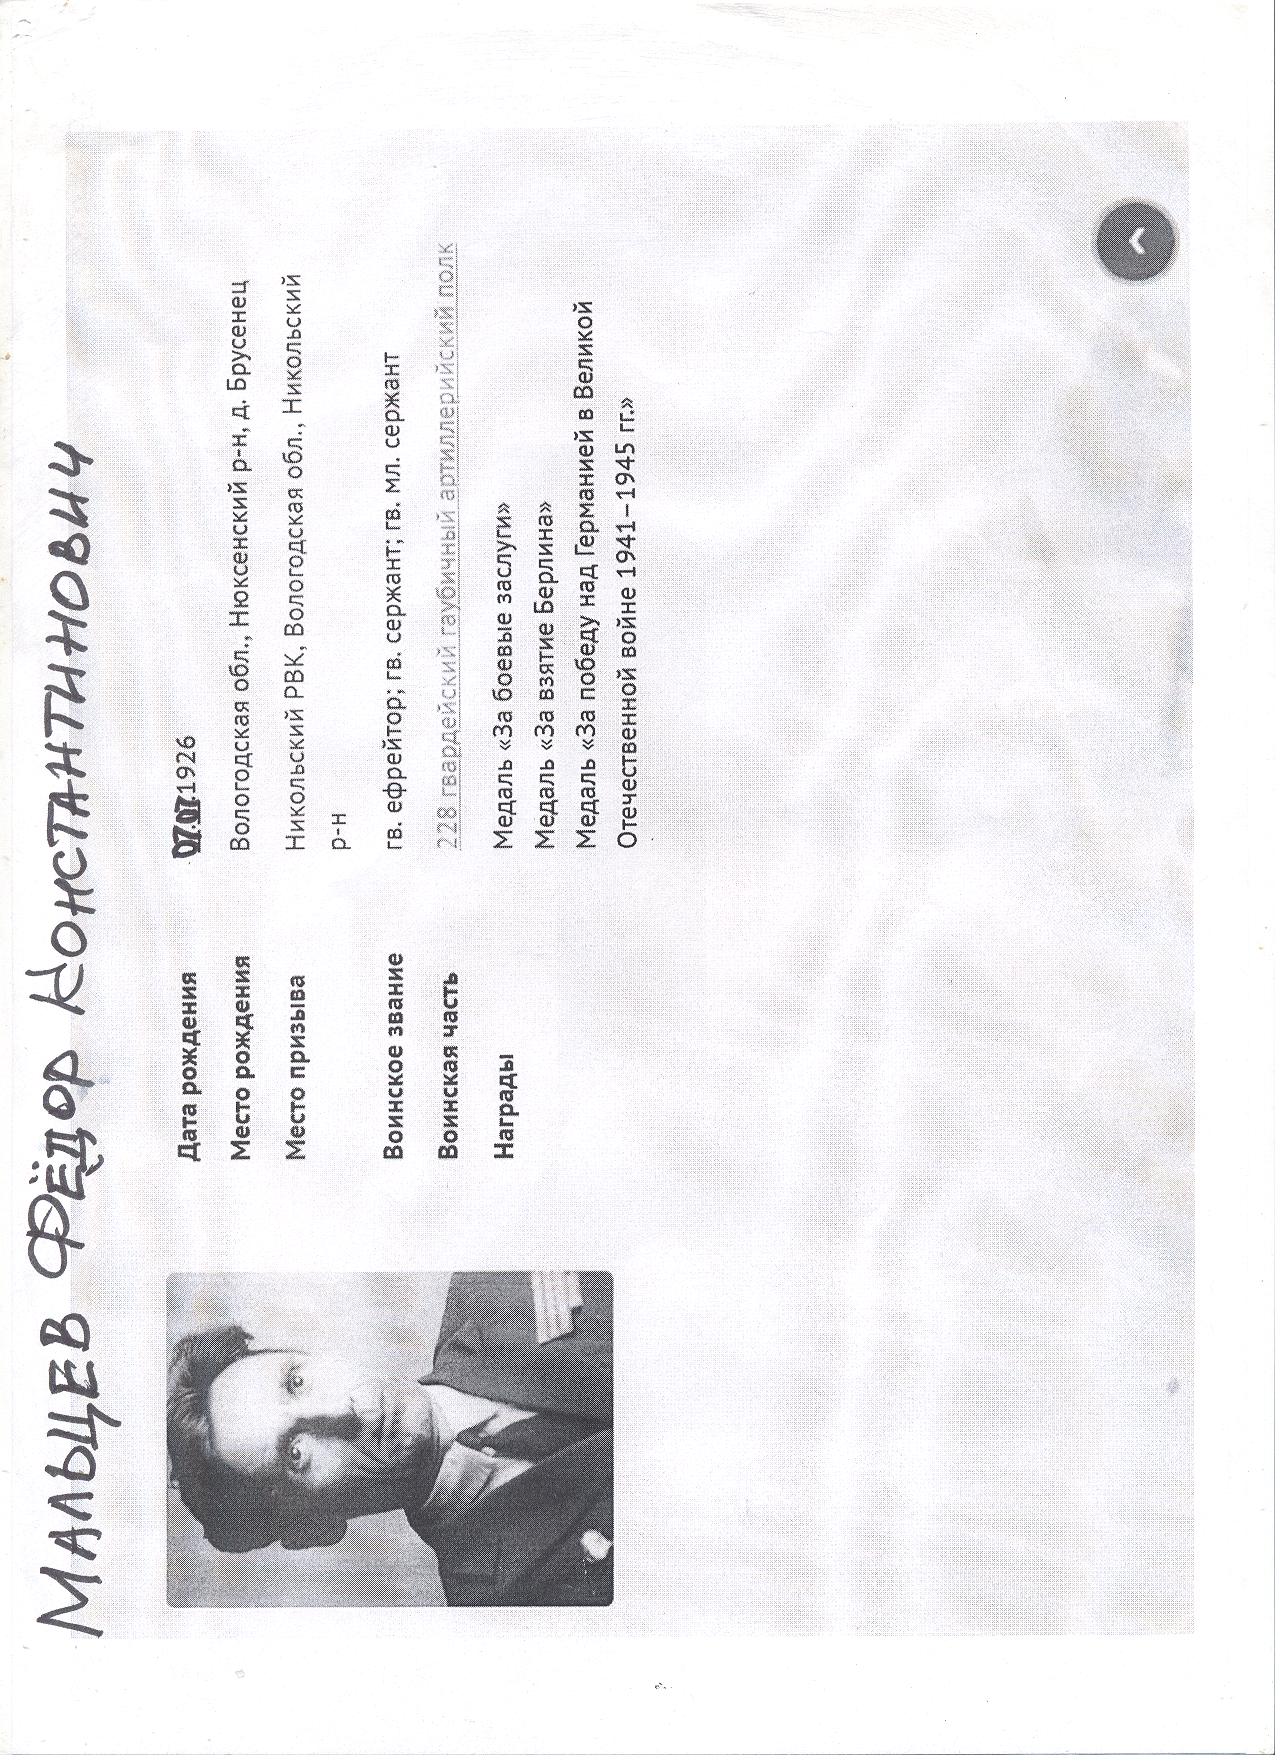 МАЛЬЦЕВ ФЁДОР КОНСТАНТИНОВИЧ
Дата рождения 07.07.1926
Место рождения Вологодская обл., Нюксенский р-н, д. Брусенец
Место призыва Никольский РВК, Вологодская обл., Никольский
р-н
Воинское звание гв. ефрейтор; гв. сержант; гв. мл. сержант
Воинская часть 228 гвардейский гаубичный артиллерийский полк
Награды Медаль «За боевые заслуги»
Медаль «За взятие Берлина»
Медаль «За победу над Германией в Великой
Отечественной войне 1941–1945 гг.»